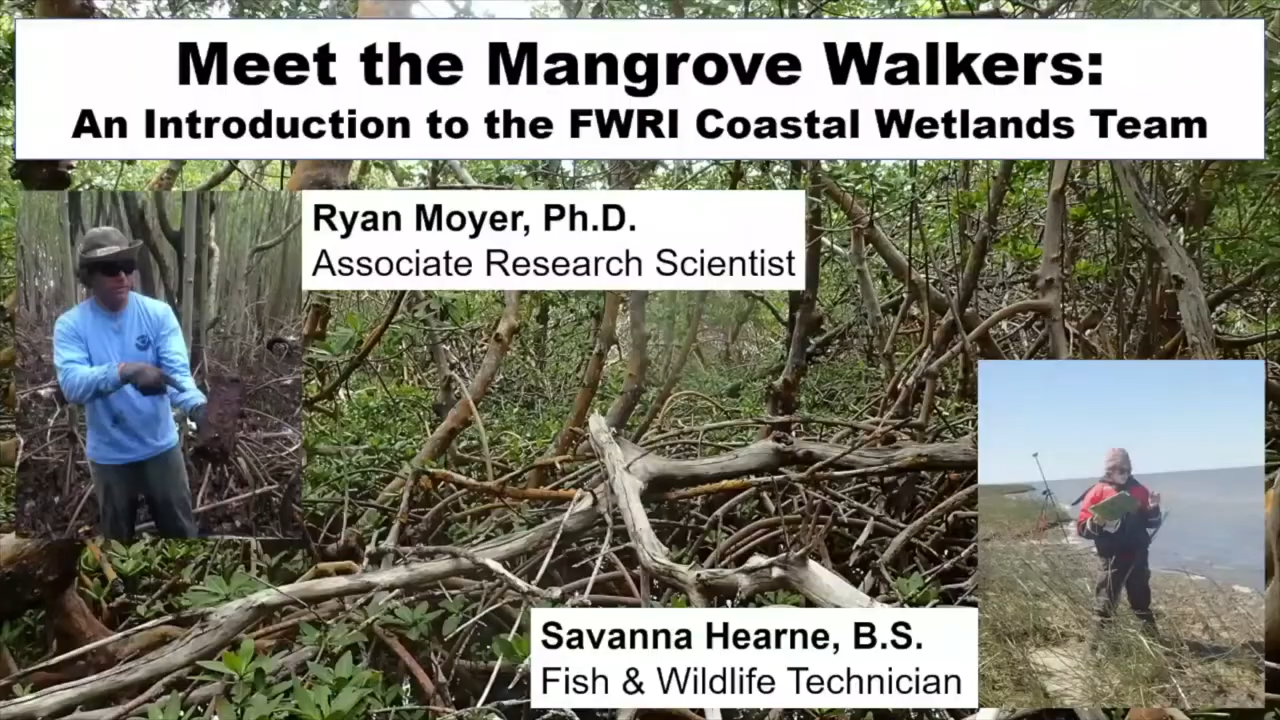 Meet the Mangrove Walkers:
An Introduction to the FWRI Coastal Wetlands Team
Ryan Moyer, Ph.D.
Associate Research Scientist
Savanna Hearne, B.S.
Fish & Wildlife Technician